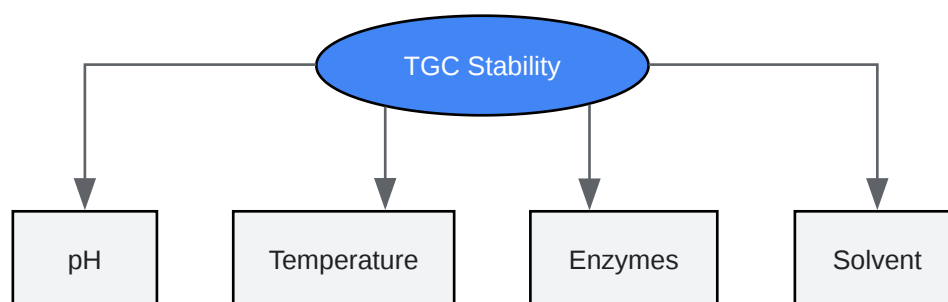 TGC Stability
pH
Temperature
Enzymes
Solvent